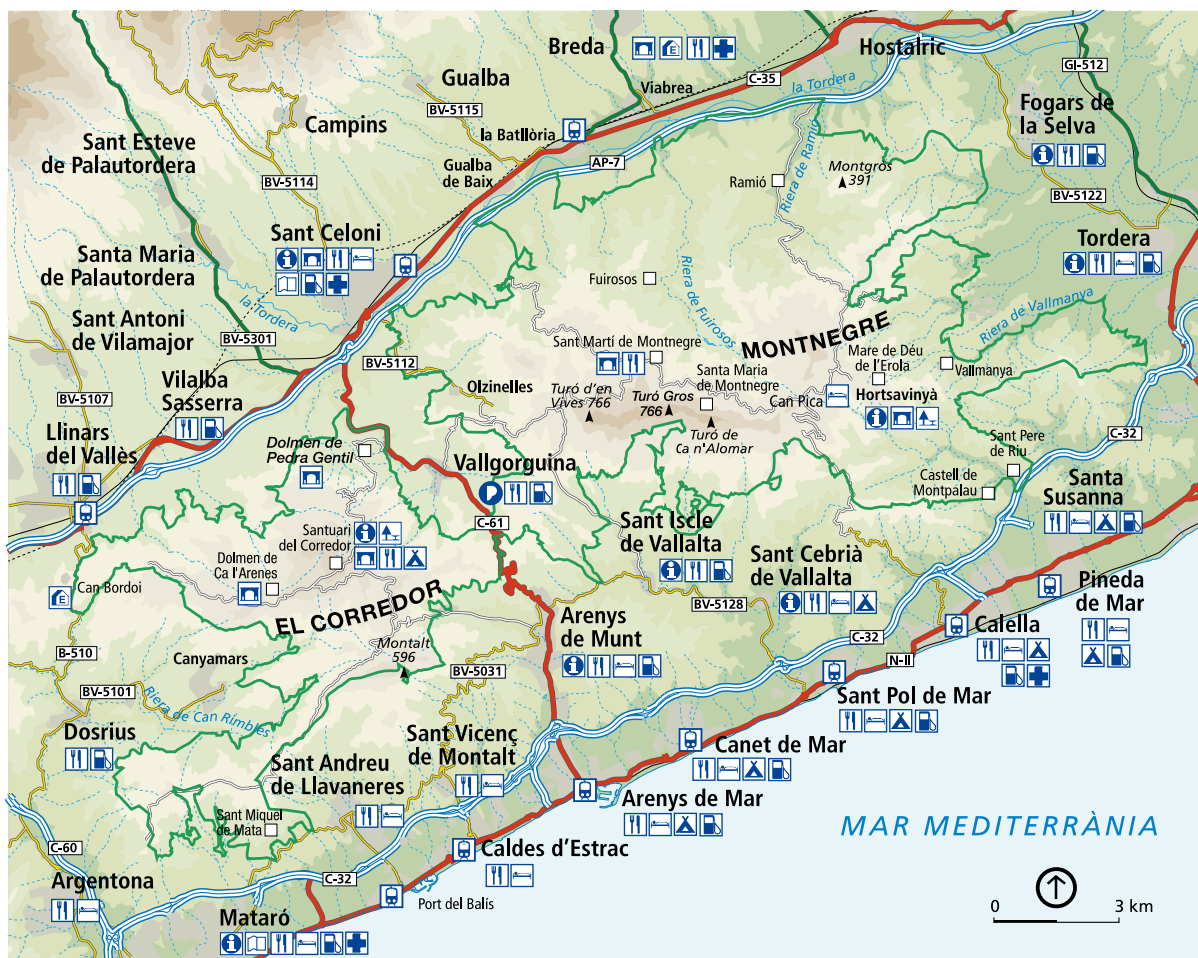 Breda
Hostalric
Gualba
Viabrea
C-35
GI-512
la Tordera
BV-5115
Fogars de
la Selva
Campins
la Batllòria
Sant Esteve
de Palautordera
Gualba
de Baix
AP-7
Riera de Ramió
Montgròs
391
Ramió
BV-5114
BV-5122
Sant Celoni
Tordera
Santa Maria
de Palautordera
Fuirosos
Riera de Fuirosos
la Tordera
Riera de Vallmanya
Sant Antoni
de Vilamajor
BV-5301
MONTNEGRE
Sant Martí de Montnegre
Mare de Déu
de l'Erola
BV-5112
Vallmanya
Vilalba
Sasserra
Olzinelles
Santa Maria
de Montnegre
Turó d'en
Vives 766
Turó Gros
766
Can Pica
Hortsavinyà
BV-5107
Llinars
del Vallès
Turó de
Ca n'Alomar
C-32
Dolmen de
Pedra Gentil
Vallgorguina
Sant Pere
de Riu
Castell de
Montpalau
Santa
Susanna
P
C-61
Sant Iscle
de Vallalta
Santuari
del Corredor
Sant Cebrià
de Vallalta
Dolmen de
Ca l'Arenes
Can Bordoi
E
Pineda
de Mar
EL CORREDOR
BV-5128
Arenys
de Munt
Calella
C-32
B-510
Canyamars
Montalt
596
BV-5031
N-II
BV-5101
Sant Pol de Mar
Riera de Can Rimbles
Dosrius
Sant Vicenç
de Montalt
Canet de Mar
Sant Andreu
de Llavaneres
Arenys de Mar
Sant Miquel
de Mata
MAR MEDITERRÀNIA
C-60
Caldes d'Estrac
Argentona
C-32
Port del Balís
0 3 km
Mataró